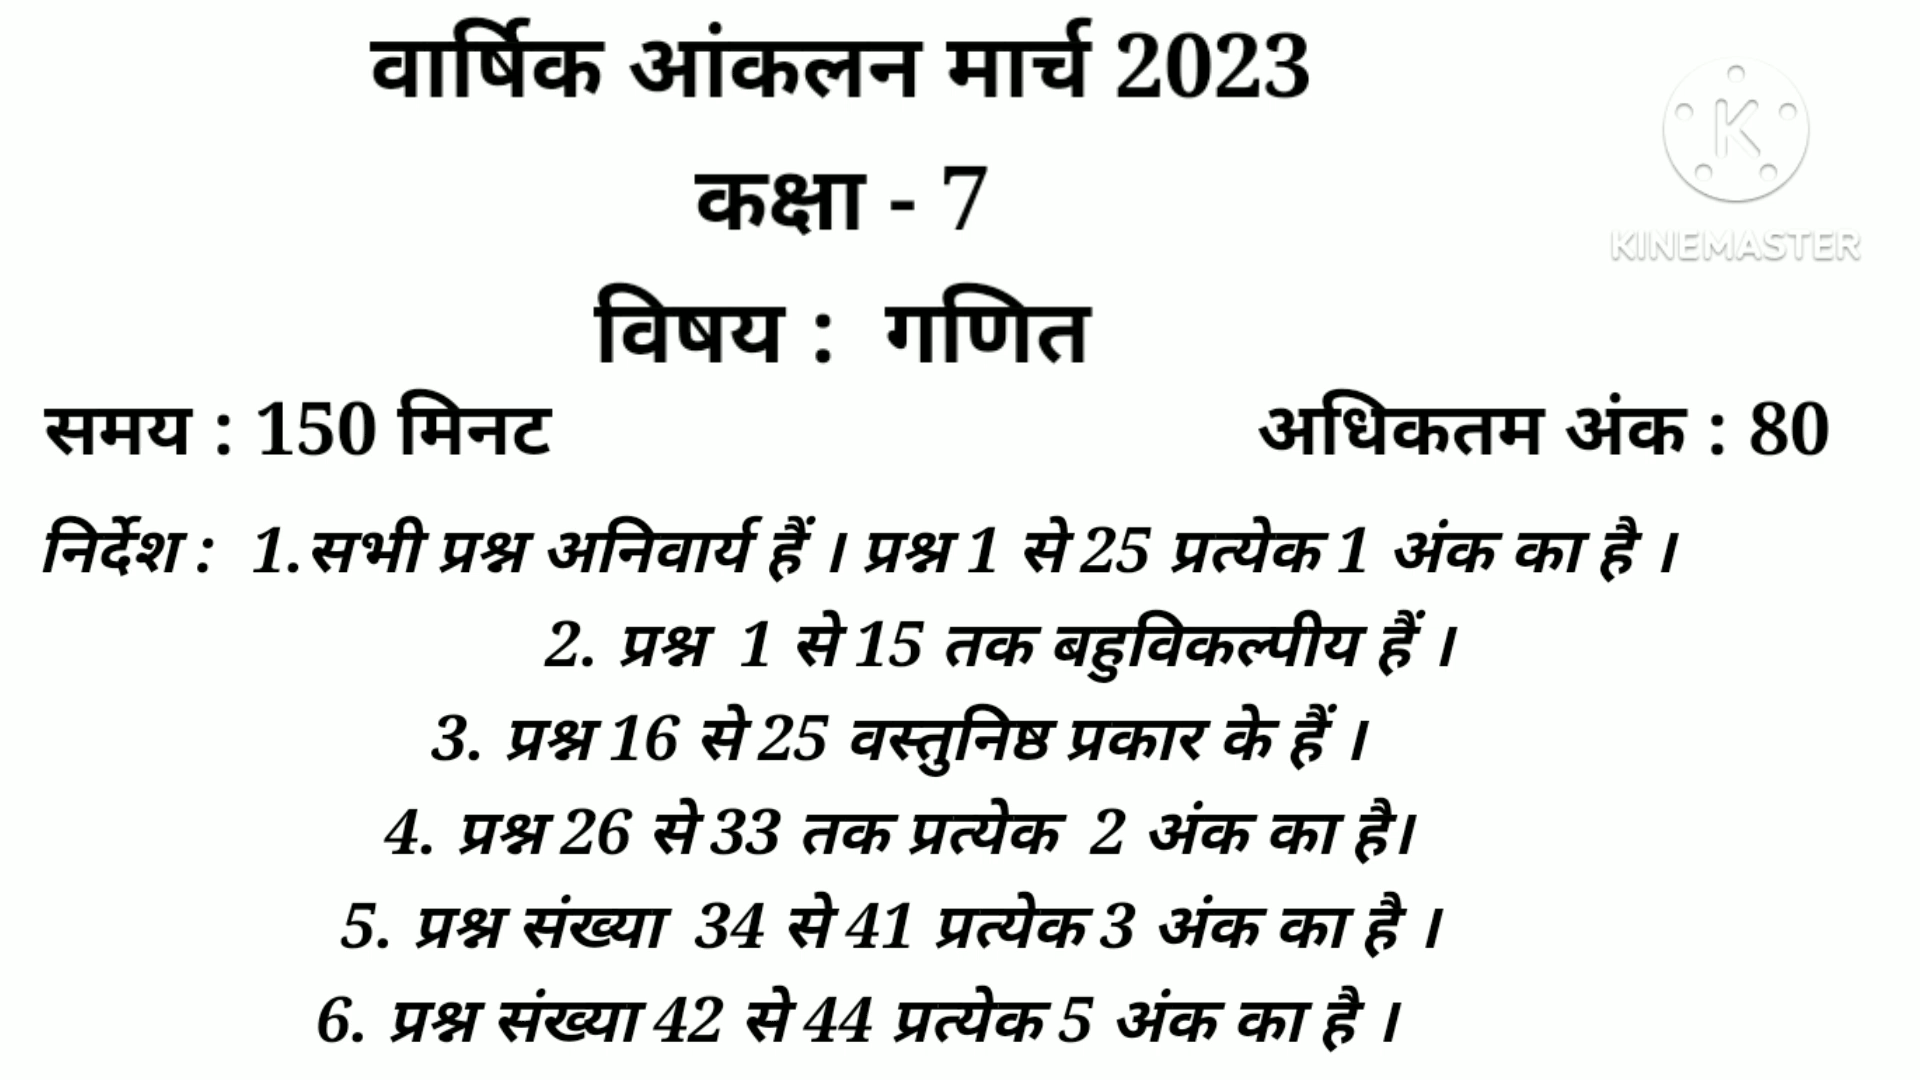 वार्षिक आंकलन मार्च 2023
कक्षा - 7
विषय : गणित
समय : 150 मिनट अधिकतम अंक : 80
निर्देश : 1.सभी प्रश्न अनिवार्य हैं । प्रश्न 1 से 25 प्रत्येक 1 अंक का है ।
2. प्रश्न 1 से 15 तक बहुविकल्पीय हैं ।
3. प्रश्न 16 से 25 वस्तुनिष्ठ प्रकार के हैं ।
4. प्रश्न 26 से 33 तक प्रत्येक 2 अंक का है।
5. प्रश्न संख्या 34 से 41 प्रत्येक 3 अंक का है ।
6. प्रश्न संख्या 42 से 44 प्रत्येक 5 अंक का है ।
K
KINEMASTER